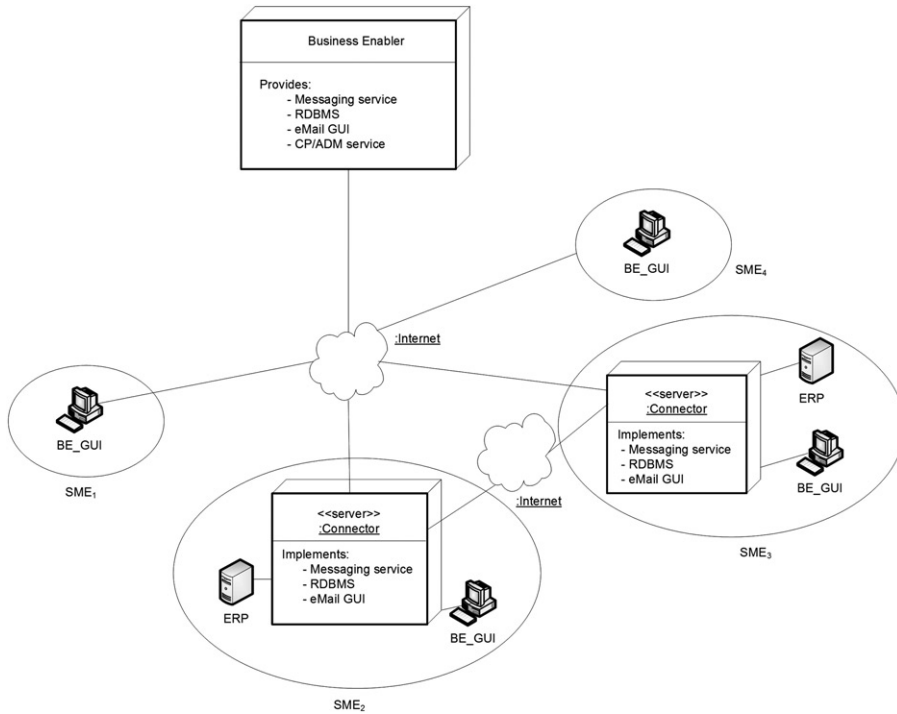 Business Enabler
Provides:
- Messaging service
- RDBMS
- eMail GUI
- CP/ADM service
BE_GUI
SME₄
:Internet
BE_GUI
SME₁
<<server>>
:Connector
Implements:
- Messaging service
- RDBMS
- eMail GUI
ERP
BE_GUI
SME₃
:Internet
<<server>>
:Connector
Implements:
- Messaging service
- RDBMS
- eMail GUI
ERP
BE_GUI
SME₂